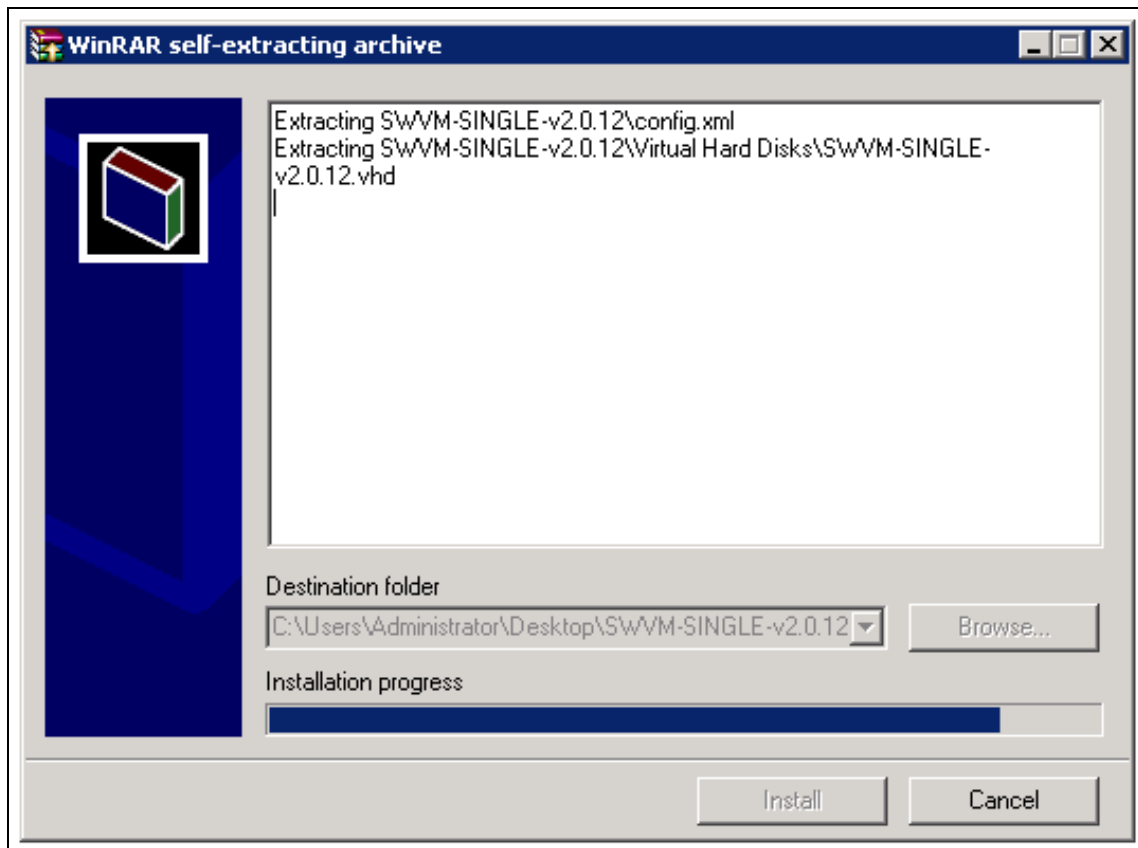 WinRAR self-extracting archive
Extracting SWVM-SINGLE-v2.0.12\config.xml
Extracting SWVM-SINGLE-v2.0.12\Virtual Hard Disks\SWVM-SINGLE-
v2.0.12.vhd
Destination folder
C:\Users\Administrator\Desktop\SWVM-SINGLE-v2.0.12
Browse...
Installation progress
Install
Cancel